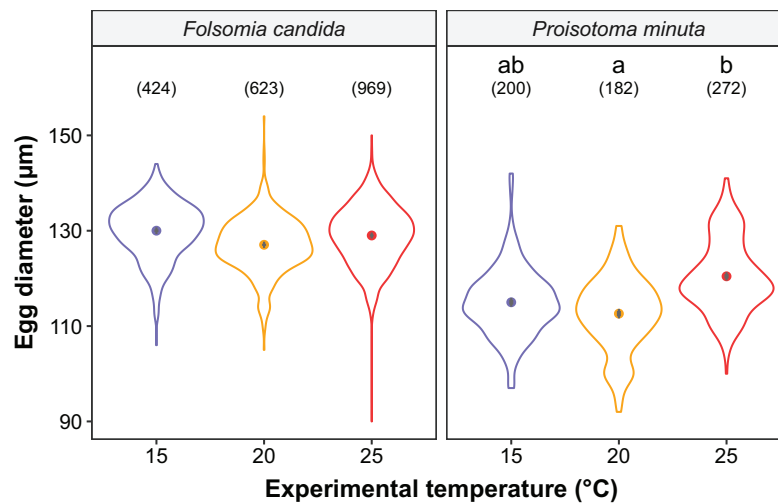 Folsomia candida
Proisotoma minuta
ab a b
(424) (623) (969) (200) (182) (272)
150
130
110
90
Egg diameter (µm)
15 20 25 15 20 25
Experimental temperature (°C)